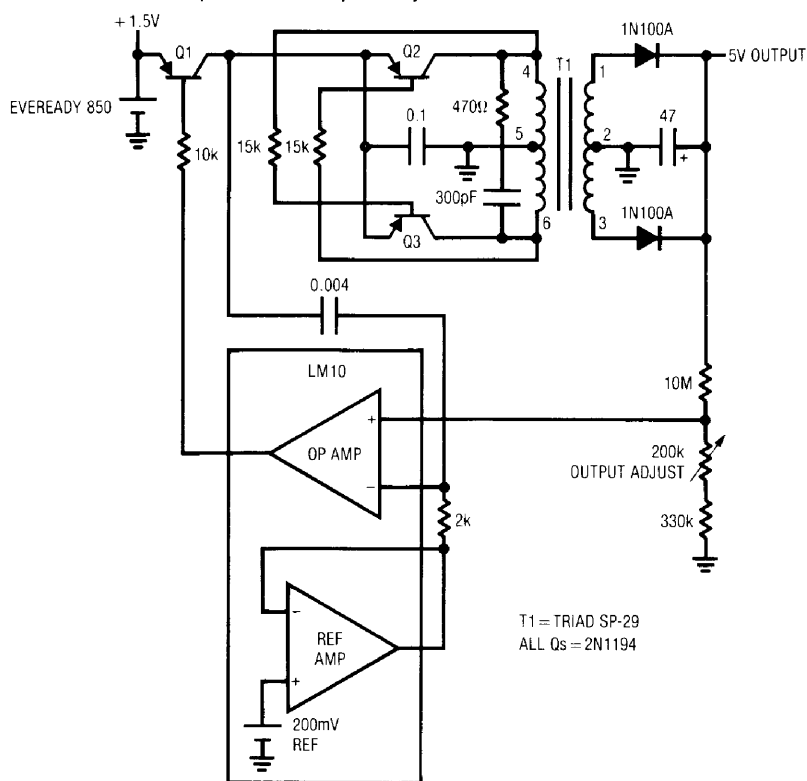 +1.5V
Q1
Q2
1N100A
5V OUTPUT
4
T1
1
EVEREADY 850
470Ω
10k
15k
15k
0.1
5
2
47
+
300pF
1N100A
Q3
6
3
0.004
LM10
10M
+
OP AMP
200k
OUTPUT ADJUST
−
2k
330k
−
REF
AMP
T1 = TRIAD SP-29
ALL Qs = 2N1194
+
200mV
REF